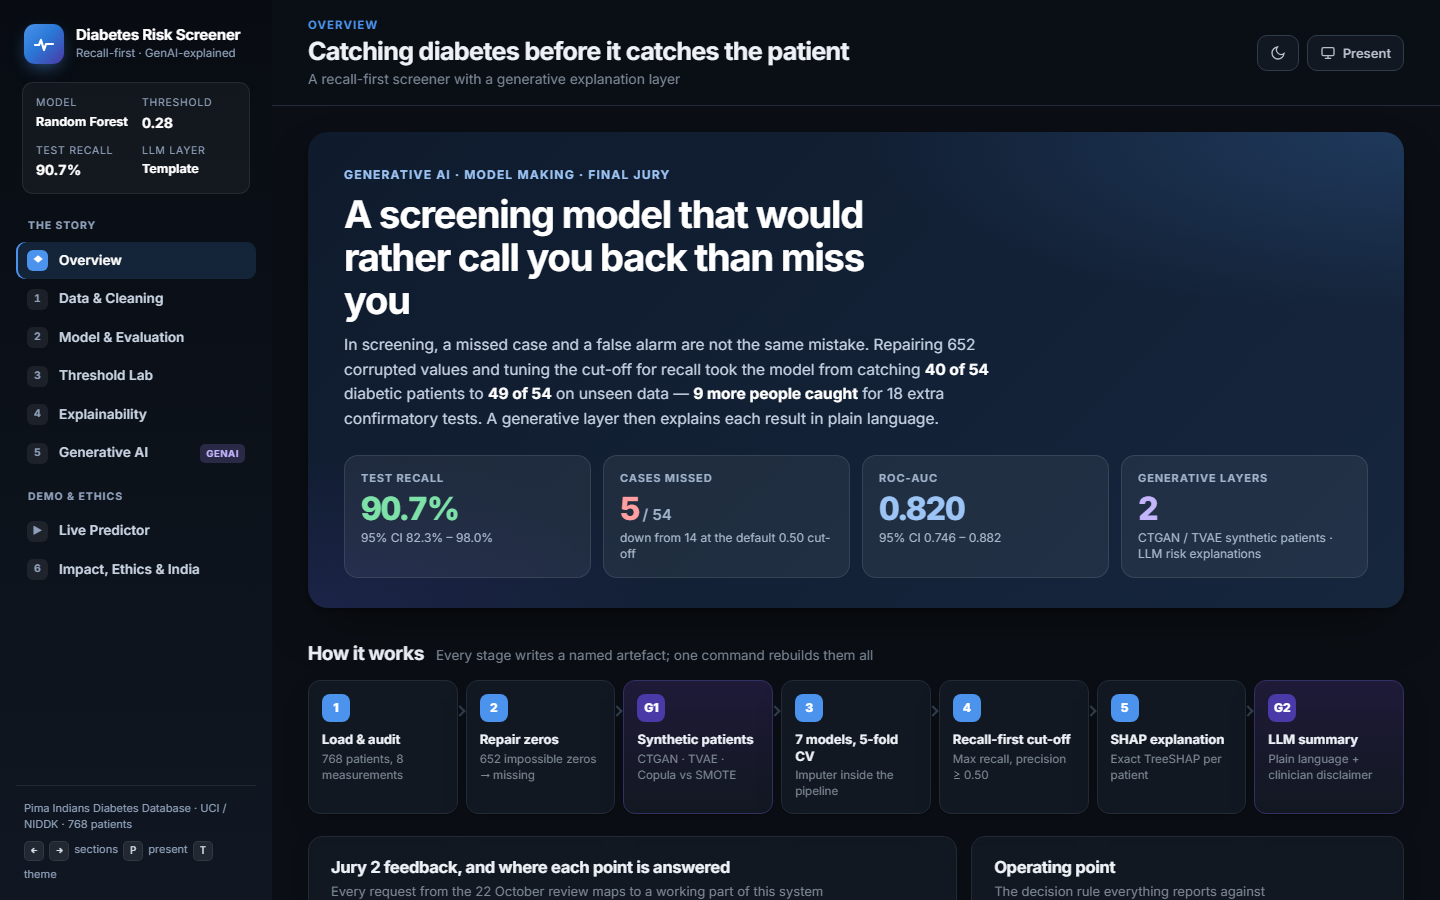 Diabetes Risk Screener
Recall-first · GenAI-explained
MODEL
Random Forest
THRESHOLD
0.28
TEST RECALL
90.7%
LLM LAYER
Template
THE STORY
Overview
1 Data & Cleaning
2 Model & Evaluation
3 Threshold Lab
4 Explainability
5 Generative AI GENAI
DEMO & ETHICS
Live Predictor
6 Impact, Ethics & India
Pima Indians Diabetes Database · UCI /
NIDDK · 768 patients
← → sections P present T
theme
OVERVIEW
Catching diabetes before it catches the patient
A recall-first screener with a generative explanation layer
Present
GENERATIVE AI · MODEL MAKING · FINAL JURY
A screening model that would
rather call you back than miss
you
In screening, a missed case and a false alarm are not the same mistake. Repairing 652
corrupted values and tuning the cut-off for recall took the model from catching 40 of 54
diabetic patients to 49 of 54 on unseen data — 9 more people caught for 18 extra
confirmatory tests. A generative layer then explains each result in plain language.
TEST RECALL
90.7%
95% CI 82.3% – 98.0%
CASES MISSED
5 / 54
down from 14 at the default 0.50 cut-
off
ROC-AUC
0.820
95% CI 0.746 – 0.882
GENERATIVE LAYERS
2
CTGAN / TVAE synthetic patients ·
LLM risk explanations
How it works Every stage writes a named artefact; one command rebuilds them all
1
Load & audit
768 patients, 8
measurements
2
Repair zeros
652 impossible zeros
→ missing
G1
Synthetic patients
CTGAN · TVAE ·
Copula vs SMOTE
3
7 models, 5-fold
CV
Imputer inside the
pipeline
4
Recall-first cut-off
Max recall, precision
≥ 0.50
5
SHAP explanation
Exact TreeSHAP per
patient
G2
LLM summary
Plain language +
clinician disclaimer
Jury 2 feedback, and where each point is answered
Every request from the 22 October review maps to a working part of this system
Operating point
The decision rule everything reports against